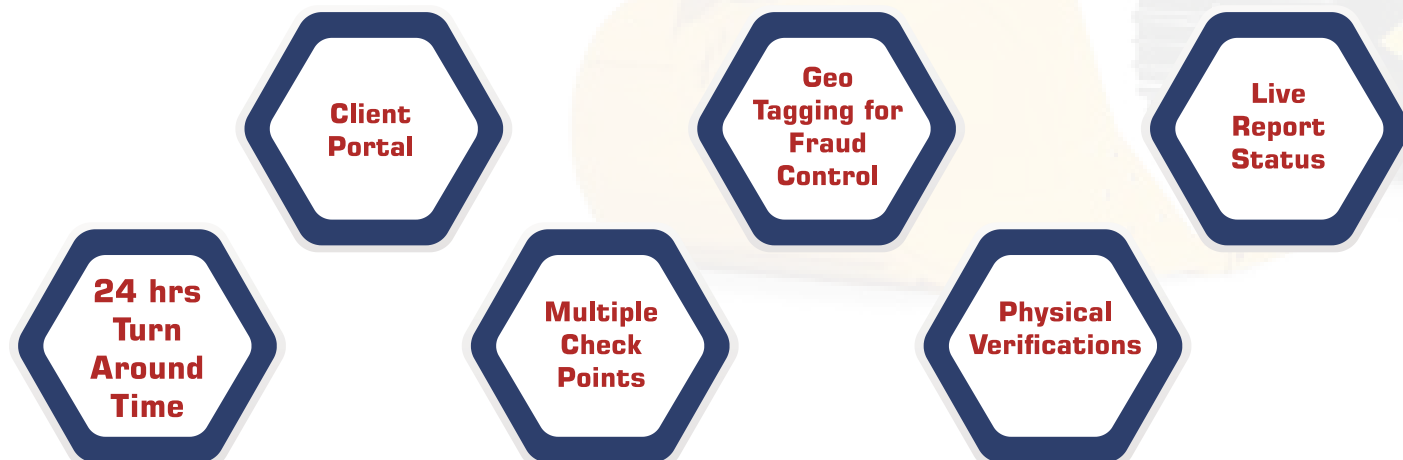 Client
Portal
Geo
Tagging for
Fraud
Control
Live
Report
Status
24 hrs
Turn
Around
Time
Multiple
Check
Points
Physical
Verifications